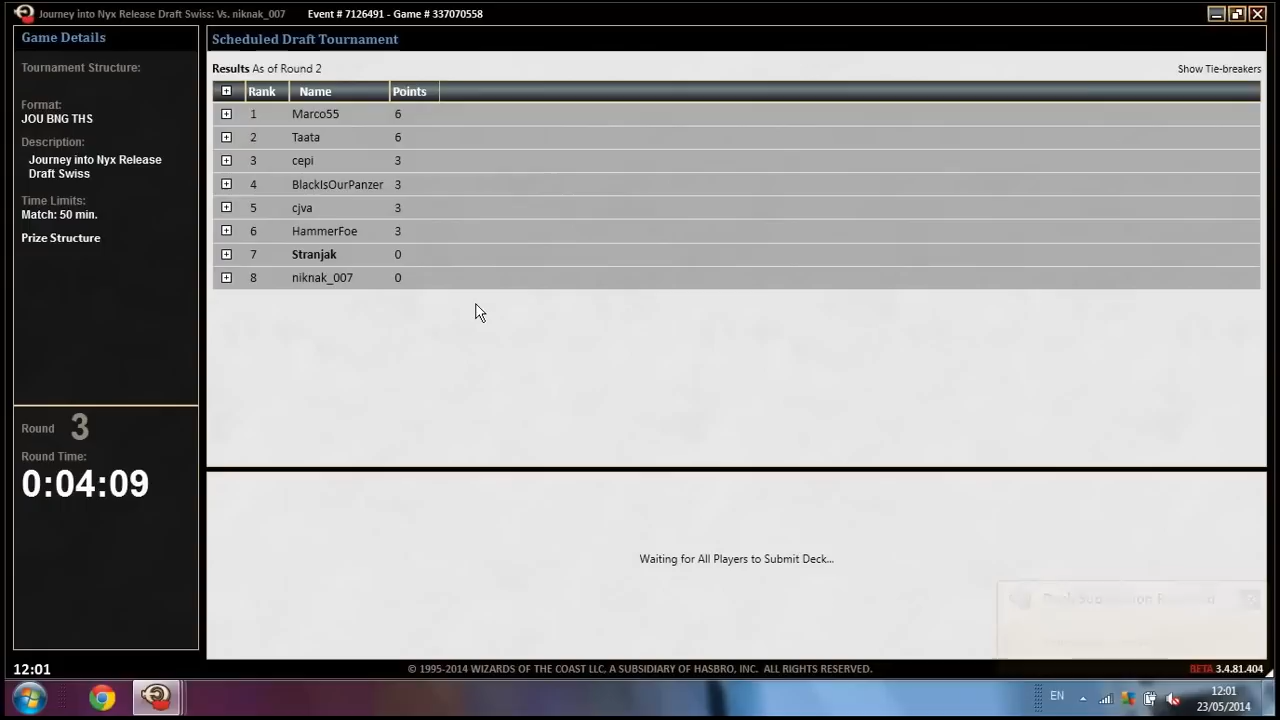 Journey into Nyx Release Draft Swiss: Vs. niknak_007 Event # 7126491 - Game # 337070558
Game Details
Tournament Structure:
Format:
JOU BNG THS
Description:
Journey into Nyx Release
Draft Swiss
Time Limits:
Match: 50 min.
Prize Structure
Round 3
Round Time:
0:04:09
12:01
Scheduled Draft Tournament
Results As of Round 2 Show Tie-breakers
Rank Name Points
1 Marco55 6
2 Taata 6
3 cepi 3
4 BlackIsOurPanzer 3
5 cjva 3
6 HammerFoe 3
7 Stranjak 0
8 niknak_007 0
Waiting for All Players to Submit Deck...
© 1995-2014 WIZARDS OF THE COAST LLC, A SUBSIDIARY OF HASBRO, INC. ALL RIGHTS RESERVED.
BETA 3.4.81.404
EN
12:01
23/05/2014